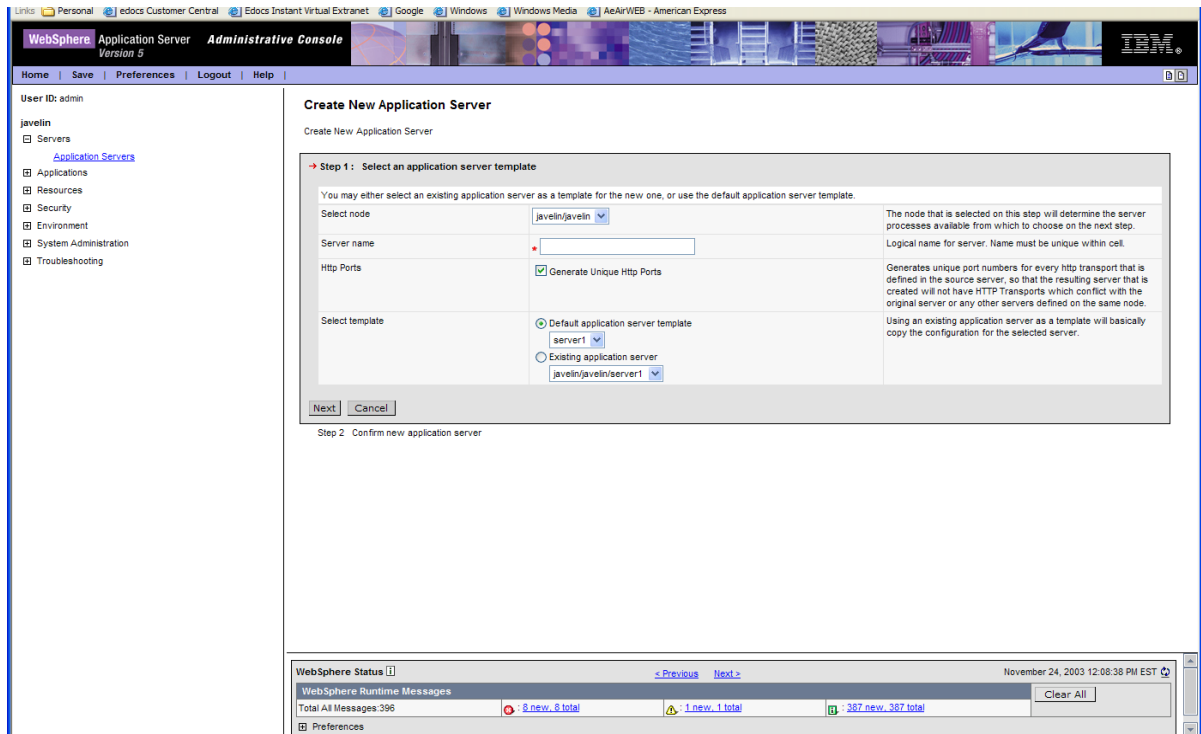 Links Personal edocs Customer Central Edocs Instant Virtual Extranet Google Windows Windows Media AeAirWEB - American Express
WebSphere Application Server Administrative Console
Version 5
IBM®
Home | Save | Preferences | Logout | Help |
User ID: admin
javelin
Servers
Application Servers
Applications
Resources
Security
Environment
System Administration
Troubleshooting
Create New Application Server
Create New Application Server
Step 1 : Select an application server template
You may either select an existing application server as a template for the new one, or use the default application server template.
Select node
javelin/javelin
The node that is selected on this step will determine the server
processes available from which to choose on the next step.
Server name
*
Logical name for server. Name must be unique within cell.
Http Ports
Generate Unique Http Ports
Generates unique port numbers for every http transport that is
defined in the source server, so that the resulting server that is
created will not have HTTP Transports which conflict with the
original server or any other servers defined on the same node.
Select template
Default application server template
server1
Existing application server
javelin/javelin/server1
Using an existing application server as a template will basically
copy the configuration for the selected server.
Next Cancel
Step 2 Confirm new application server
WebSphere Status i < Previous Next > November 24, 2003 12:08:38 PM EST
WebSphere Runtime Messages
Clear All
Total All Messages:396 : 8 new, 8 total : 1 new, 1 total : 387 new, 387 total
Preferences